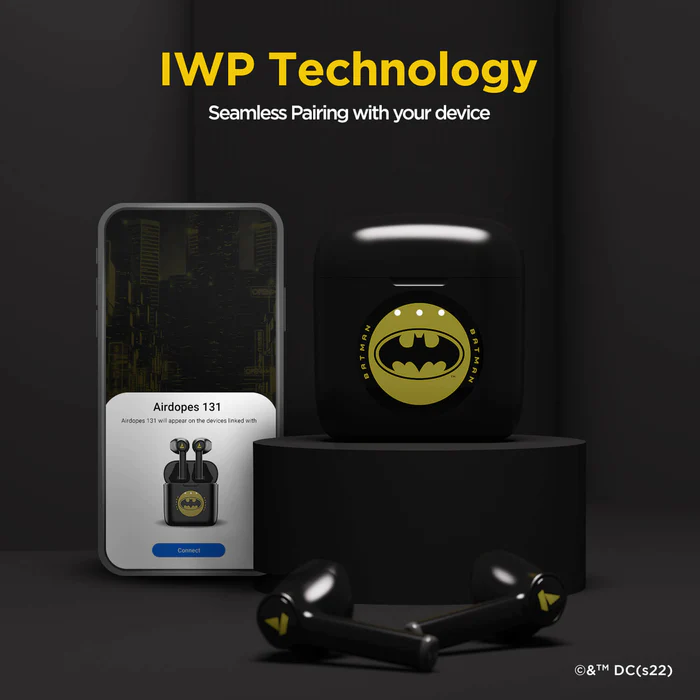 IWP Technology
Seamless Pairing with your device
BATMAN
BATMAN
TM
Airdopes 131
Airdopes 131 will appear on the devices linked with
Connect
©&™ DC(s22)